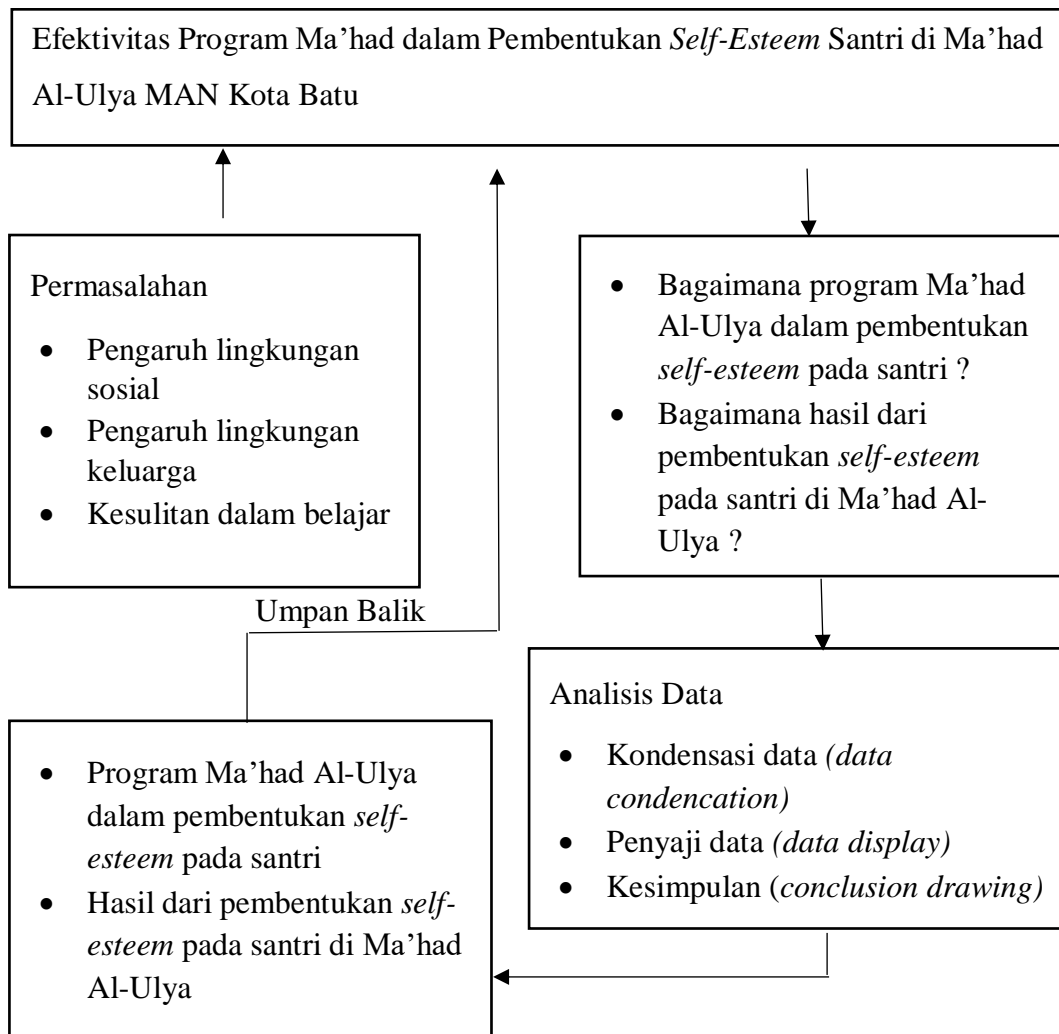 Efektivitas Program Ma’had dalam Pembentukan Self-Esteem Santri di Ma’had
Al-Ulya MAN Kota Batu
Permasalahan
• Pengaruh lingkungan
sosial
• Pengaruh lingkungan
keluarga
• Kesulitan dalam belajar
• Bagaimana program Ma’had
Al-Ulya dalam pembentukan
self-esteem pada santri ?
• Bagaimana hasil dari
pembentukan self-esteem
pada santri di Ma’had Al-
Ulya ?
Umpan Balik
Analisis Data
• Kondensasi data (data
condencation)
• Penyaji data (data display)
• Kesimpulan (conclusion drawing)
• Program Ma’had Al-Ulya
dalam pembentukan self-
esteem pada santri
• Hasil dari pembentukan self-
esteem pada santri di Ma’had
Al-Ulya